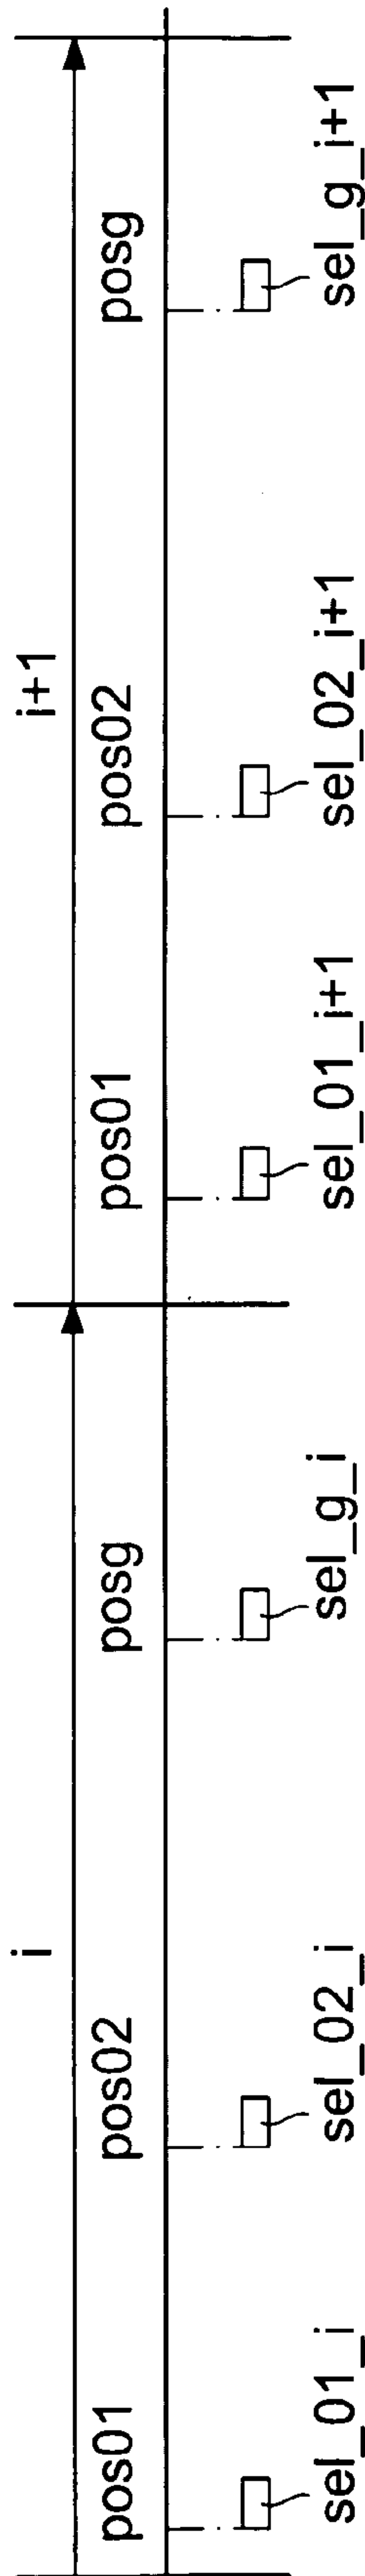 i
i+1
pos01
pos02
posg
pos01
pos02
posg
sel_01_i
sel_02_i
sel_g_i
sel_01_i+1
sel_02_i+1
sel_g_i+1